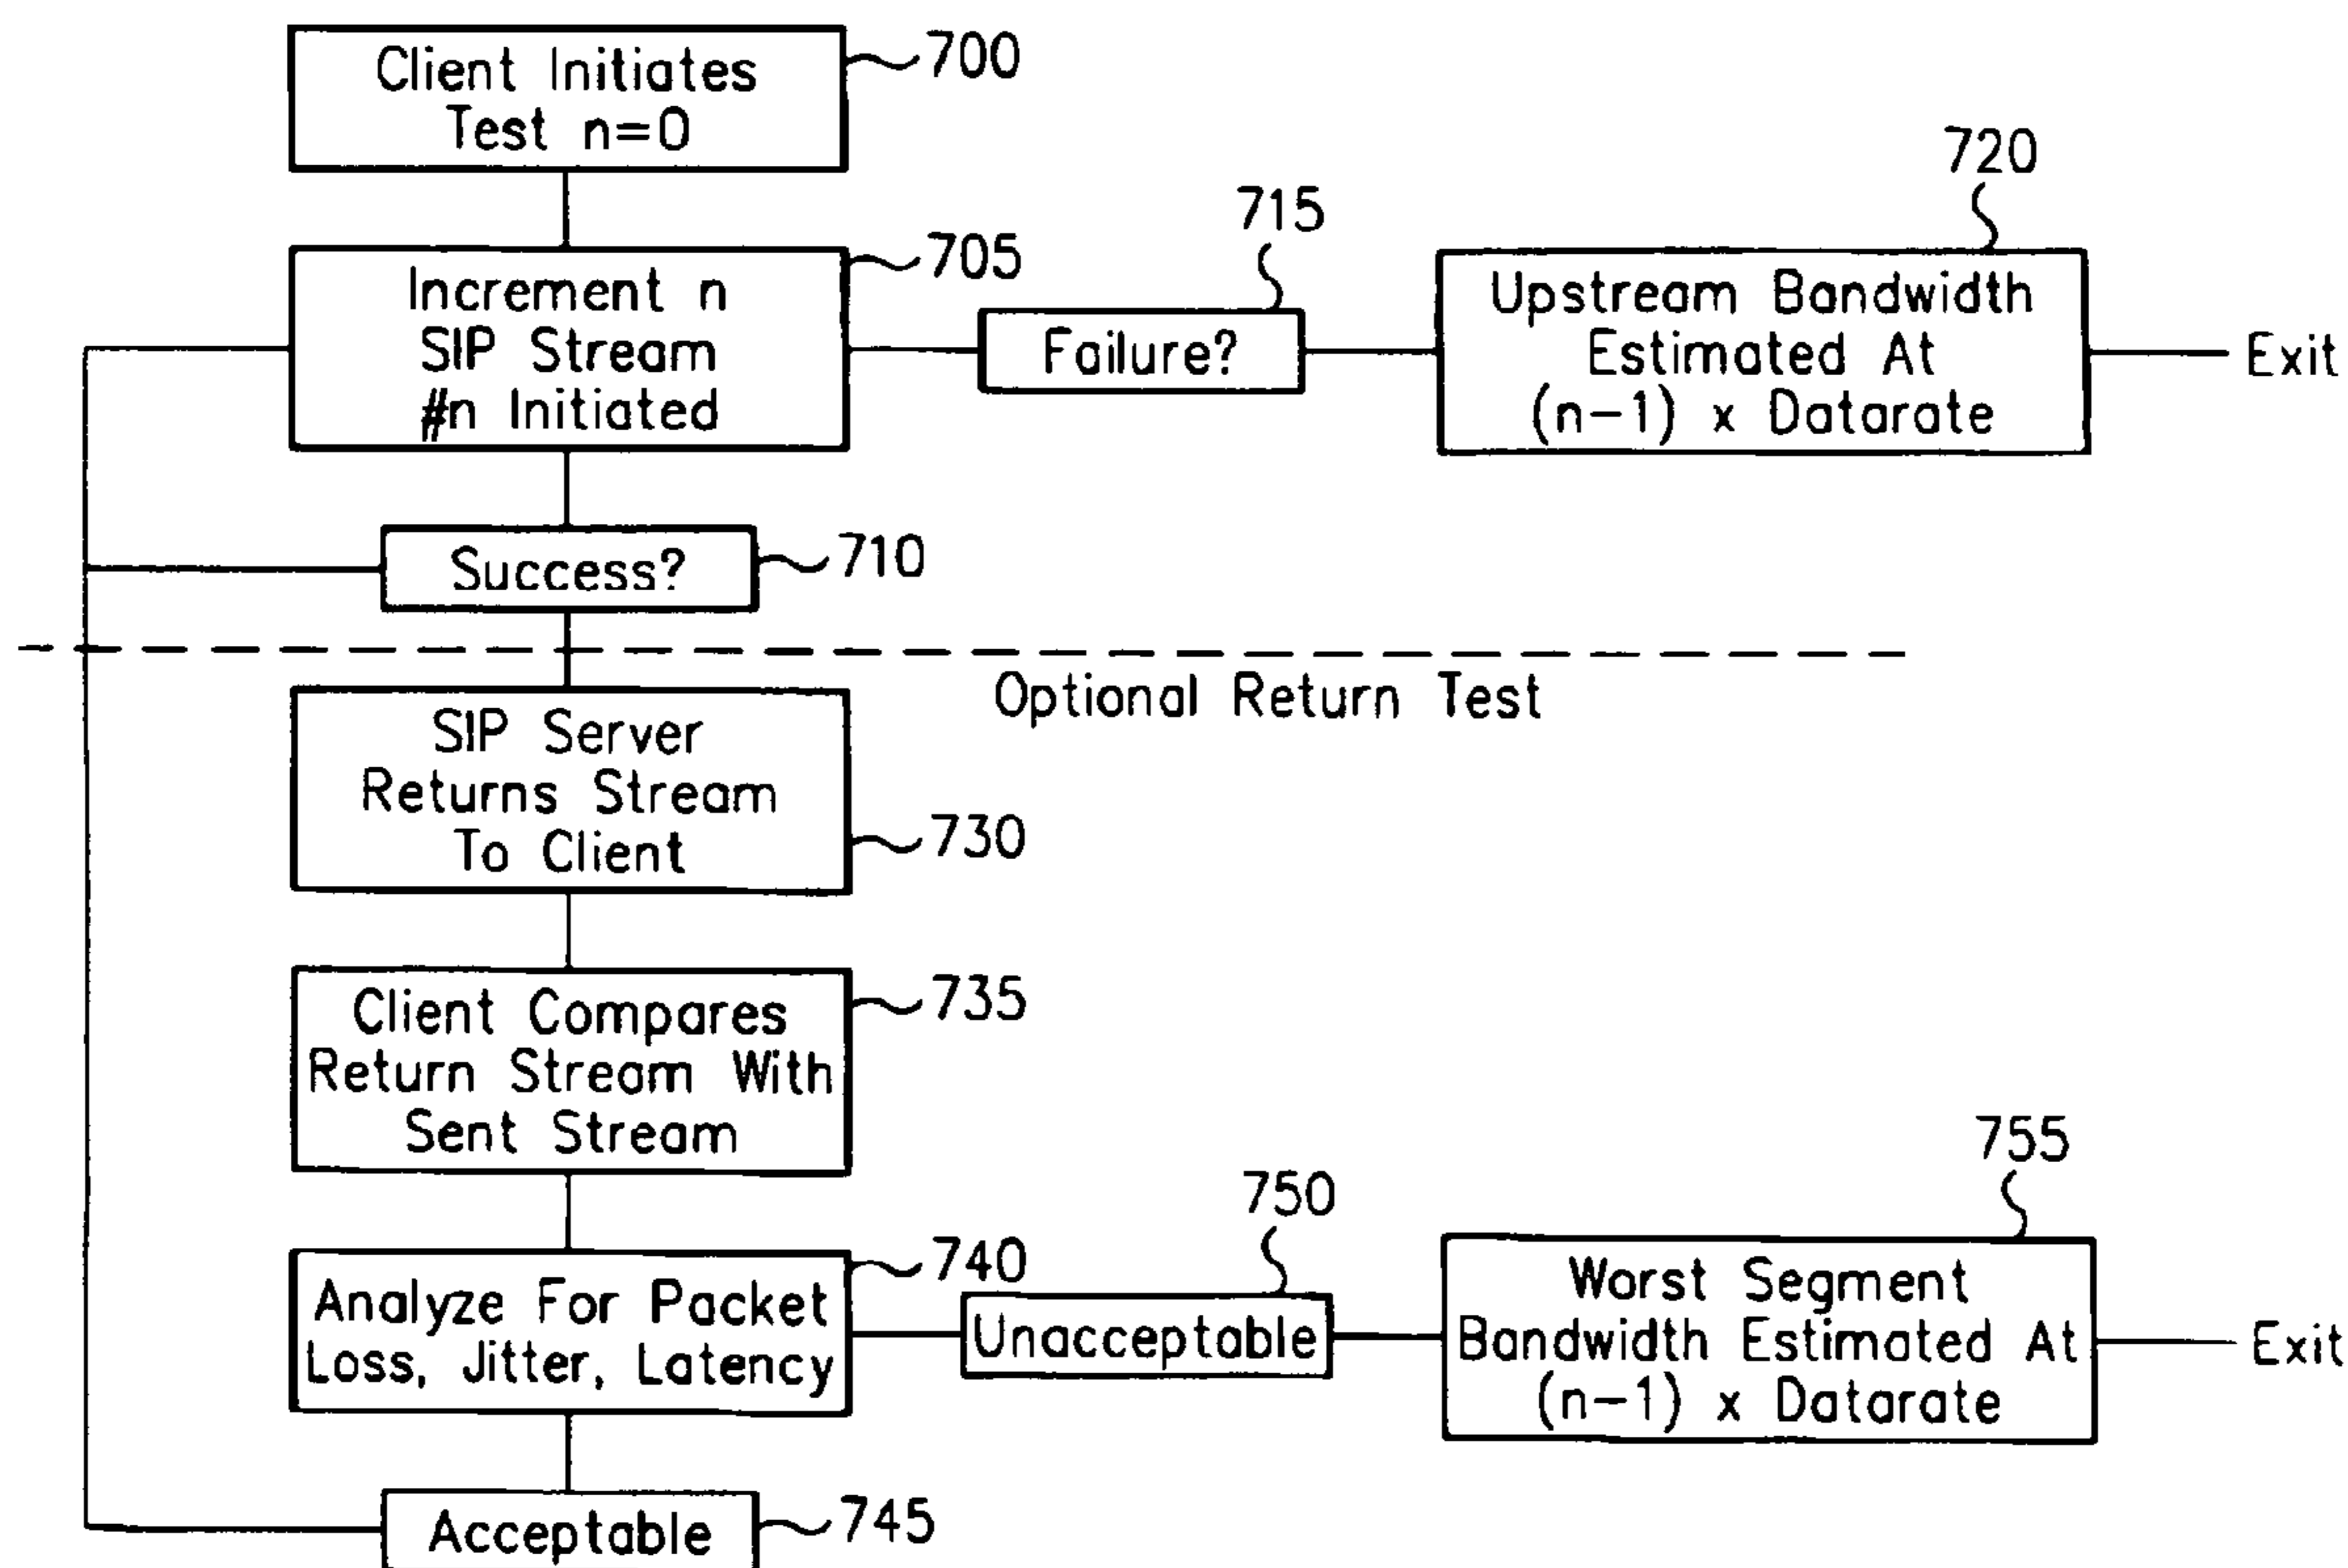 Client Initiates
Test n=0
700
Increment n
SIP Stream
#n Initiated
705
Failure?
715
Upstream Bandwidth
Estimated At
(n-1) x Datarate
720
Exit
Success?
710
Optional Return Test
SIP Server
Returns Stream
To Client
730
Client Compares
Return Stream With
Sent Stream
735
Analyze For Packet
Loss, Jitter, Latency
740
Unacceptable
750
Worst Segment
Bandwidth Estimated At
(n-1) x Datarate
755
Exit
Acceptable
745